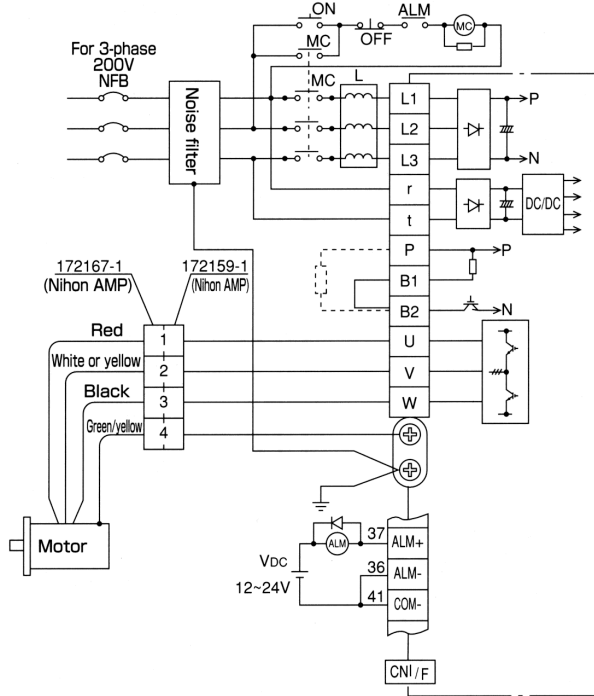 ON
ALM
MC
OFF
MC
For 3-phase
200V
NFB
MC
L
Noise filter
L1
P
L2
L3
N
r
DC/DC
t
P
P
B1
172167-1
(Nihon AMP)
172159-1
(Nihon AMP)
B2
N
Red
1
U
White or yellow
2
V
Black
3
W
Green/yellow
4
Motor
ALM
37
ALM+
VDC
12~24V
36
ALM-
41
COM-
CNI/F